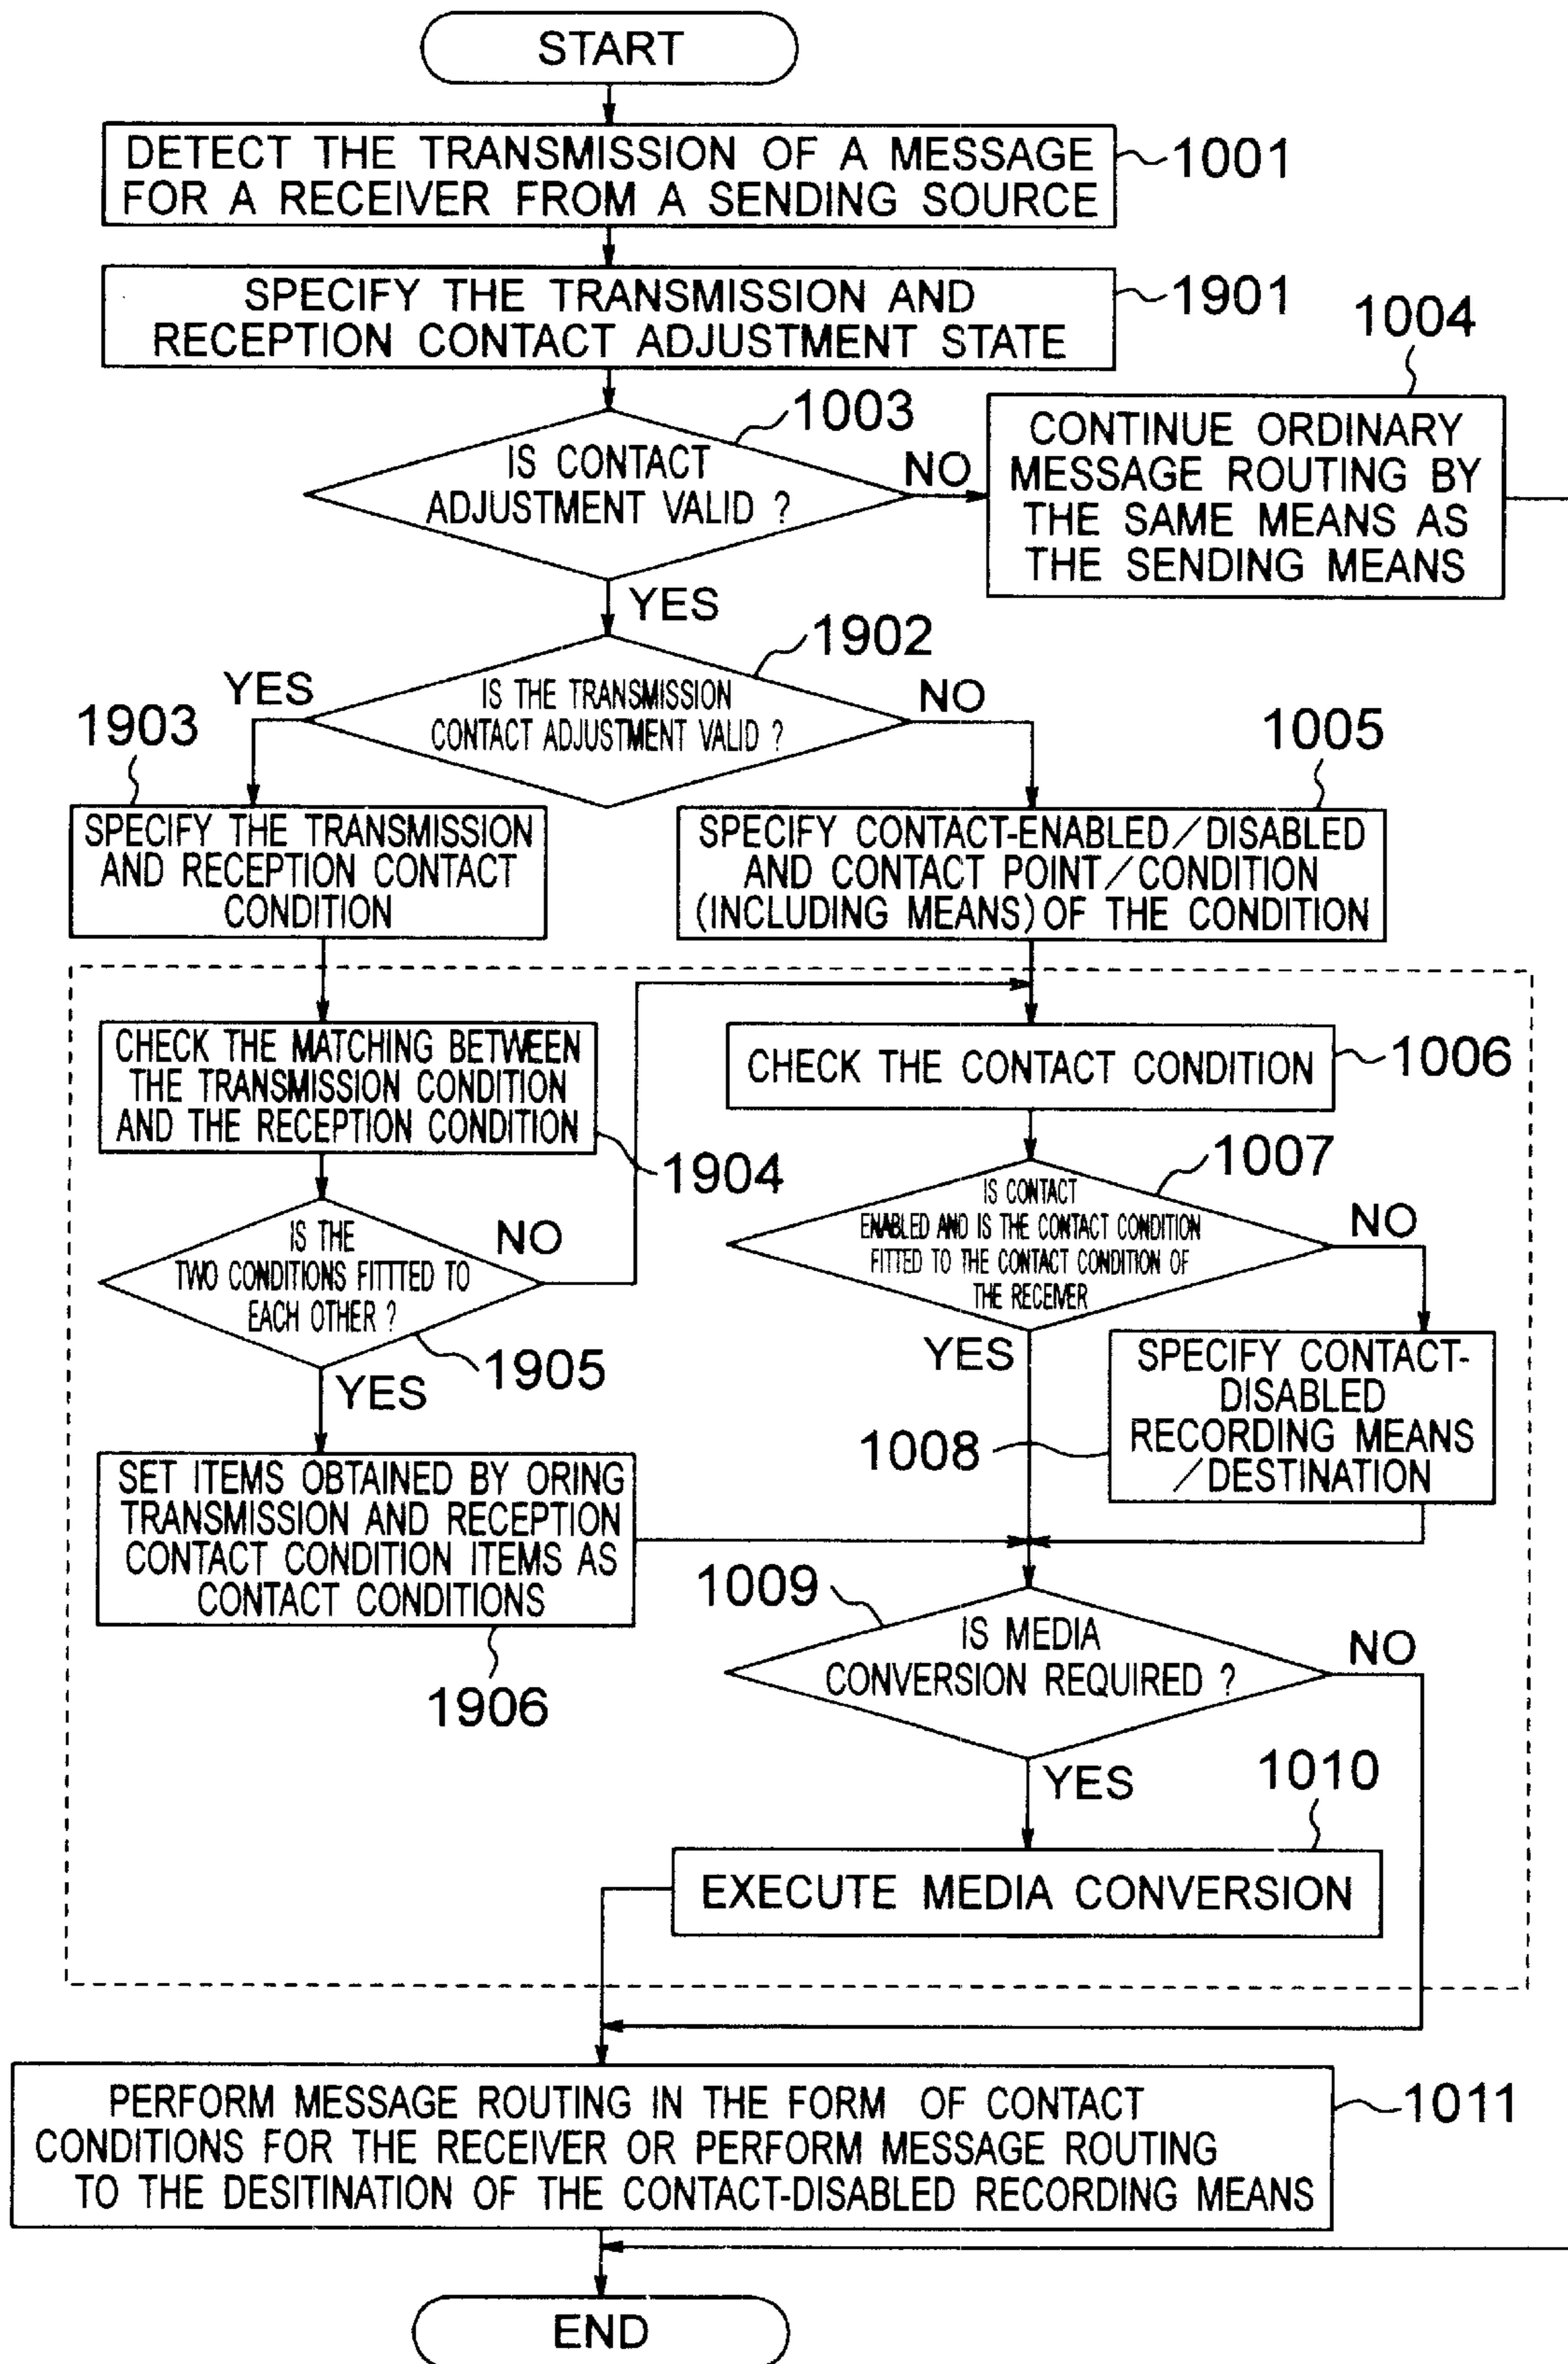 START
DETECT THE TRANSMISSION OF A MESSAGE
FOR A RECEIVER FROM A SENDING SOURCE
1001
SPECIFY THE TRANSMISSION AND
RECEPTION CONTACT ADJUSTMENT STATE
1901
1004
1003
IS CONTACT
ADJUSTMENT VALID ?
NO
CONTINUE ORDINARY
MESSAGE ROUTING BY
THE SAME MEANS AS
THE SENDING MEANS
YES
1902
YES
IS THE TRANSMISSION
CONTACT ADJUSTMENT VALID ?
NO
1903
1005
SPECIFY THE TRANSMISSION
AND RECEPTION CONTACT
CONDITION
SPECIFY CONTACT-ENABLED/DISABLED
AND CONTACT POINT/CONDITION
(INCLUDING MEANS) OF THE CONDITION
CHECK THE MATCHING BETWEEN
THE TRANSMISSION CONDITION
AND THE RECEPTION CONDITION
1904
CHECK THE CONTACT CONDITION
1006
1007
IS THE
TWO CONDITIONS FITTTED TO
EACH OTHER ?
NO
1905
YES
IS CONTACT
ENABLED AND IS THE CONTACT CONDITION
FITTED TO THE CONTACT CONDITION OF
THE RECEIVER
NO
YES
SPECIFY CONTACT-
DISABLED
RECORDING MEANS
/DESTINATION
1008
SET ITEMS OBTAINED BY ORING
TRANSMISSION AND RECEPTION
CONTACT CONDITION ITEMS AS
CONTACT CONDITIONS
1906
1009
IS MEDIA
CONVERSION REQUIRED ?
NO
YES
1010
EXECUTE MEDIA CONVERSION
PERFORM MESSAGE ROUTING IN THE FORM OF CONTACT
CONDITIONS FOR THE RECEIVER OR PERFORM MESSAGE ROUTING
TO THE DESITINATION OF THE CONTACT-DISABLED RECORDING MEANS
1011
END